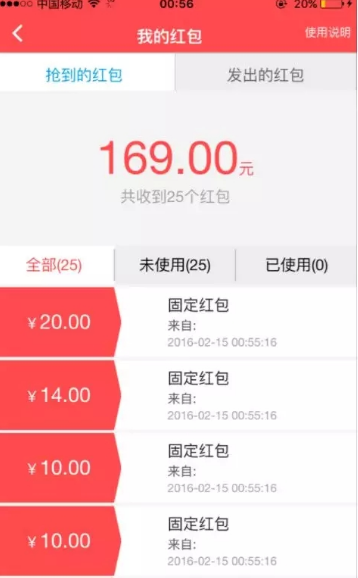 中国移动 00:56 20%
我的红包 使用说明
抢到的红包 发出的红包
169.00元
共收到25个红包
全部(25) 未使用(25) 已使用(0)
¥20.00
固定红包
来自:
2016-02-15 00:55:16
¥14.00
固定红包
来自:
2016-02-15 00:55:16
¥10.00
固定红包
来自:
2016-02-15 00:55:16
¥10.00
固定红包
来自:
2016-02-15 00:55:16